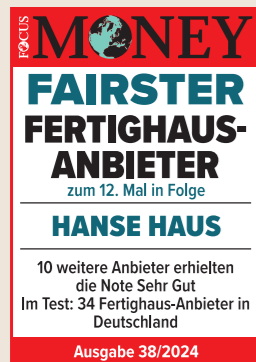 FOCUS MONEY
FAIRSTER
FERTIGHAUS-
ANBIETER
zum 12. Mal in Folge
HANSE HAUS
10 weitere Anbieter erhielten
die Note Sehr Gut
Im Test: 34 Fertighaus-Anbieter in
Deutschland
Ausgabe 38/2024